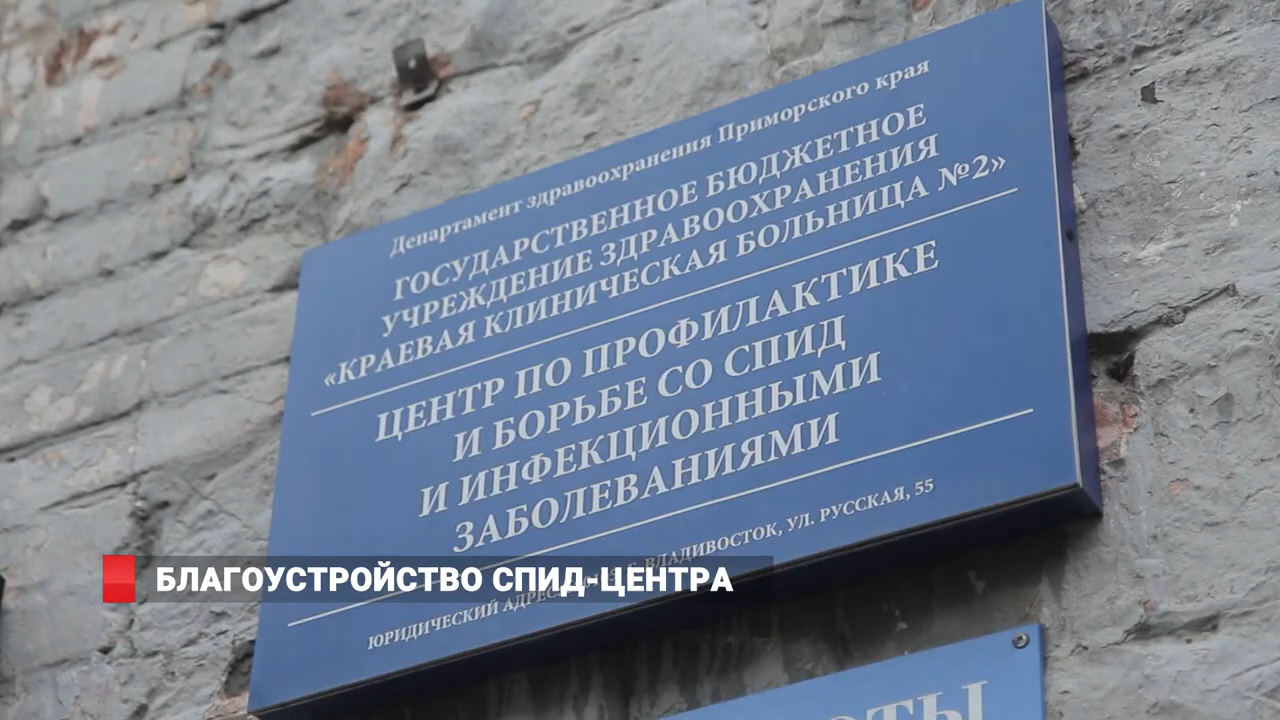 Департамент здравоохранения Приморского края
ГОСУДАРСТВЕННОЕ БЮДЖЕТНОЕ
УЧРЕЖДЕНИЕ ЗДРАВООХРАНЕНИЯ
«КРАЕВАЯ КЛИНИЧЕСКАЯ БОЛЬНИЦА №2»
ЦЕНТР ПО ПРОФИЛАКТИКЕ
И БОРЬБЕ СО СПИД
И ИНФЕКЦИОННЫМИ
ЗАБОЛЕВАНИЯМИ
ЮРИДИЧЕСКИЙ ВЛАДИВОСТОК, УЛ. РУССКАЯ, 55
БЛАГОУСТРОЙСТВО СПИД-ЦЕНТРА